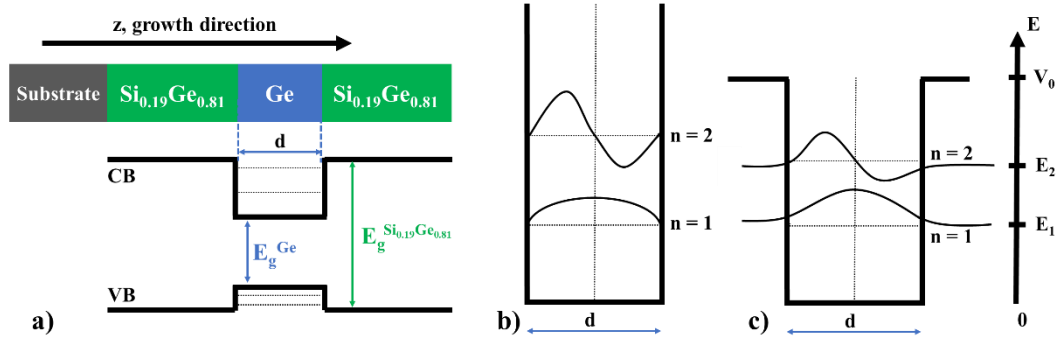 z, growth direction
Substrate Si0.19Ge0.81 Ge Si0.19Ge0.81
d
CB
Eg^Ge
Eg^Si0.19Ge0.81
VB
a)
n = 2
n = 1
b)
d
E
V0
n = 2
E2
n = 1
E1
c)
d
0